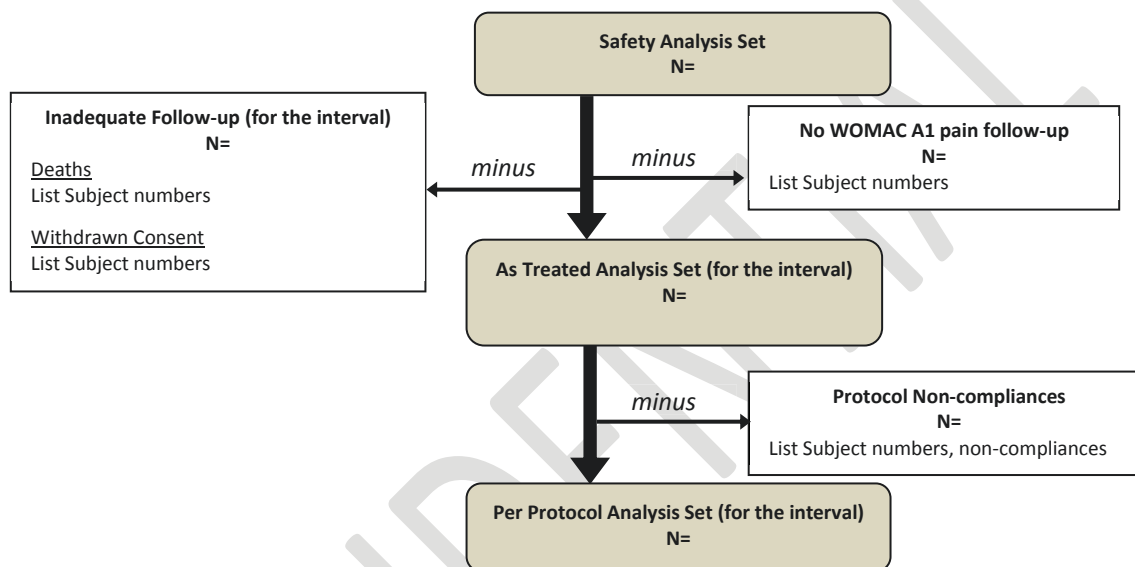 Safety Analysis Set
N=
Inadequate Follow-up (for the interval)
N=
Deaths
List Subject numbers
Withdrawn Consent
List Subject numbers
minus
minus
No WOMAC A1 pain follow-up
N=
List Subject numbers
As Treated Analysis Set (for the interval)
N=
minus
Protocol Non-compliances
N=
List Subject numbers, non-compliances
Per Protocol Analysis Set (for the interval)
N=